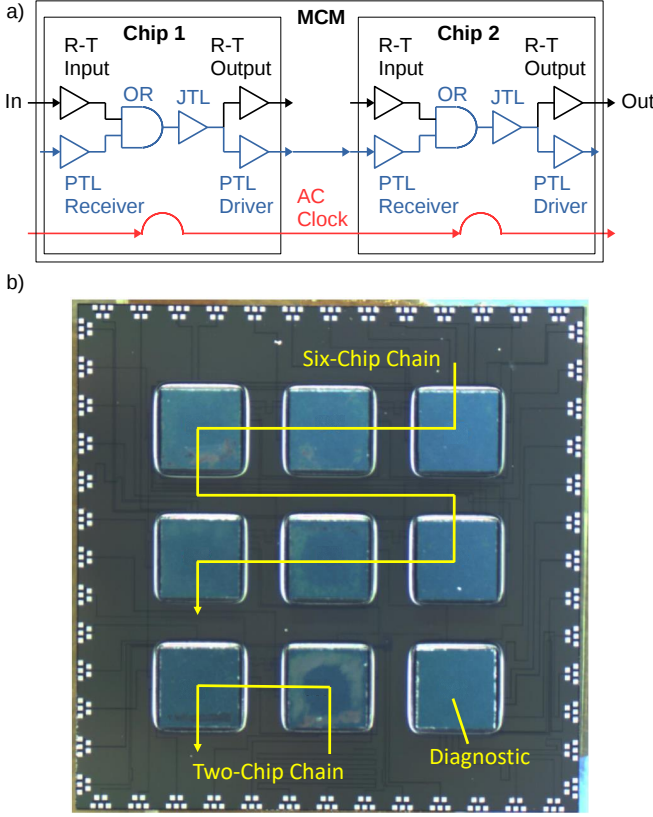 a)
MCM
Chip 1
Chip 2
R-T
Input
R-T
Output
R-T
Input
R-T
Output
OR
JTL
OR
JTL
In
Out
PTL
Receiver
PTL
Driver
AC
Clock
PTL
Receiver
PTL
Driver
b)
Six-Chip Chain
Two-Chip Chain
Diagnostic